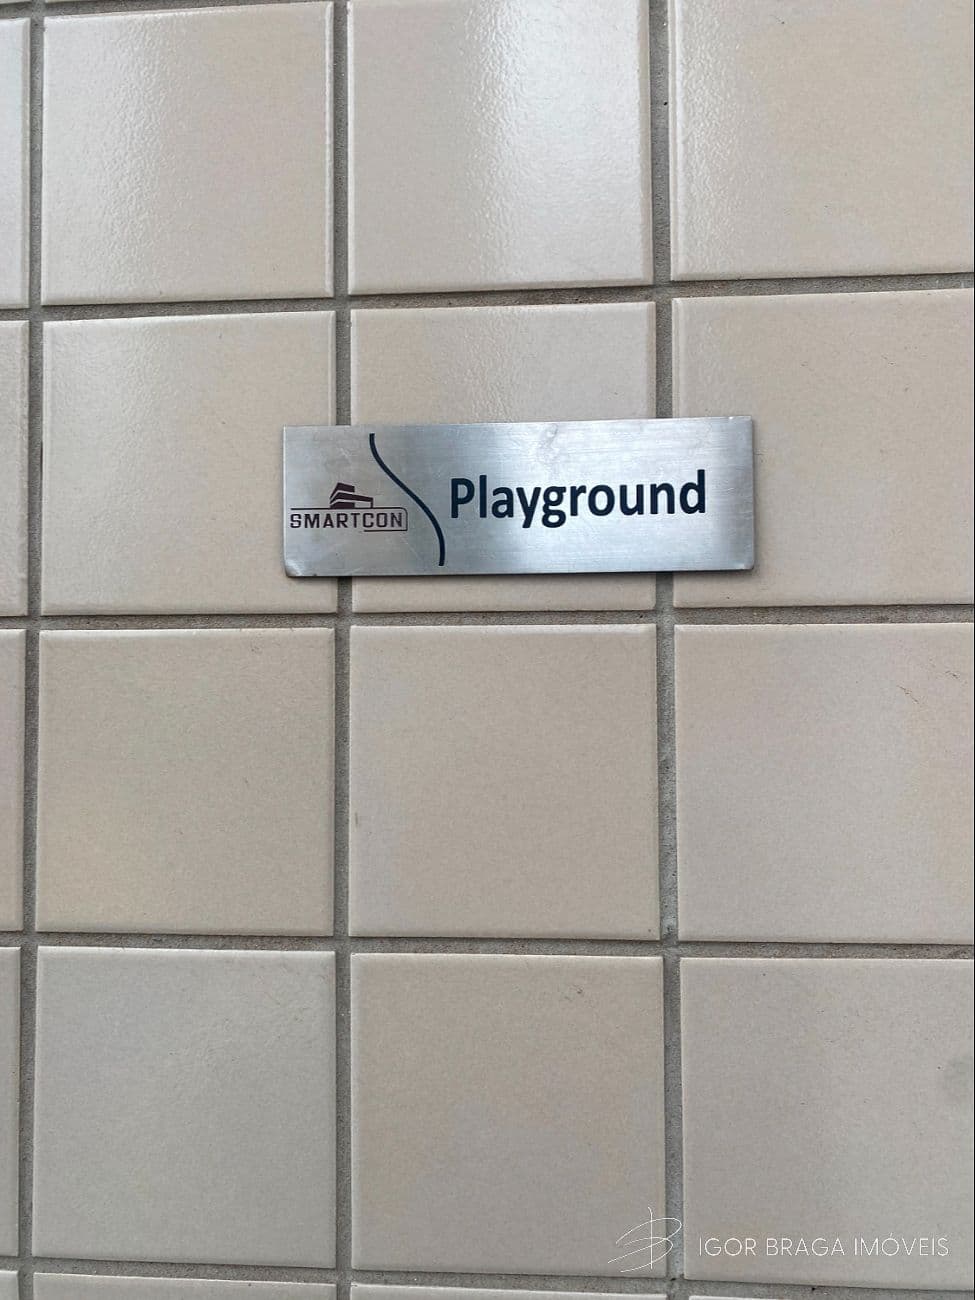 SMARTCON
Playground
IGOR BRAGA IMÓVEIS